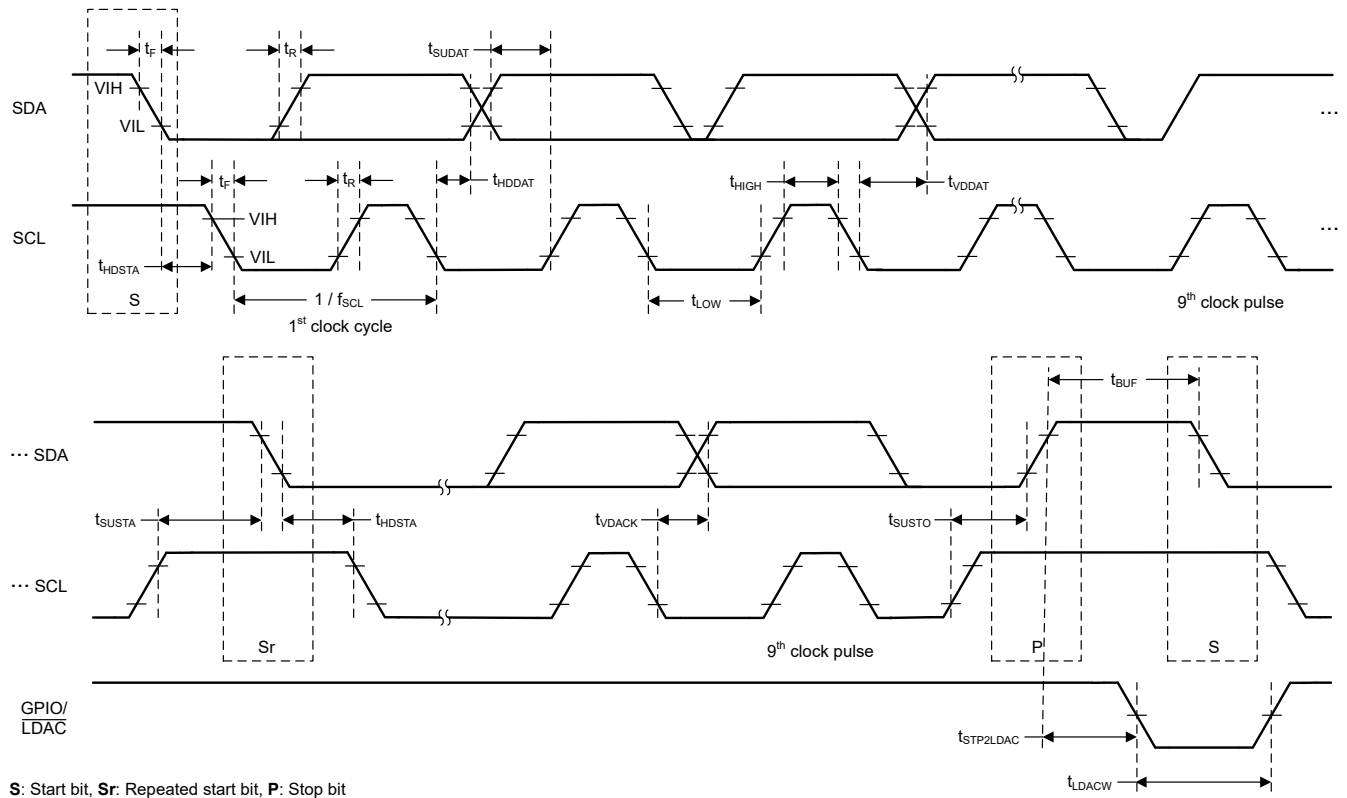 tF
tR
tSUDAT
VIH
SDA
VIL
...
tF
tR
tHDDAT
tHIGH
tVDDAT
VIH
SCL
VIL
...
tHDSTA
S
1 / fSCL
tLOW
9th clock pulse
1st clock cycle
tBUF
... SDA
tSUSTA
tHDSTA
tVDACK
tSUSTO
... SCL
Sr
9th clock pulse
P
S
GPIO/
LDAC
tSTP2LDAC
tLDACW
S: Start bit, Sr: Repeated start bit, P: Stop bit